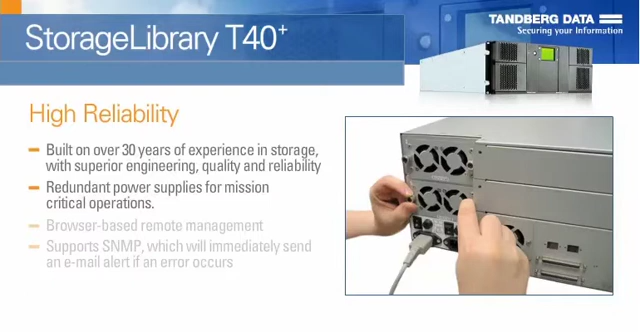 StorageLibrary T40+
TANDBERG DATA
Securing your Information
High Reliability
Built on over 30 years of experience in storage,
with superior engineering, quality and reliability
Redundant power supplies for mission
critical operations.
Browser-based remote management
Supports SNMP, which will immediately send
an e-mail alert if an error occurs